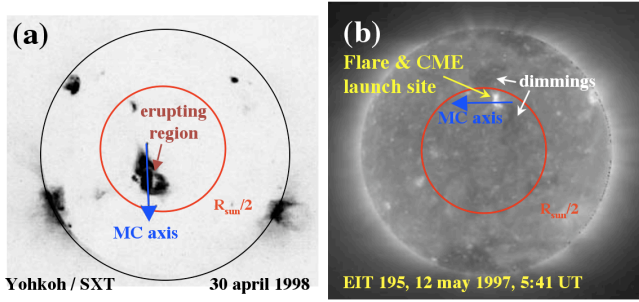 (a)
erupting
region
R_sun/2
MC axis
Yohkoh / SXT
30 april 1998
(b)
Flare & CME
launch site
dimmings
MC axis
R_sun/2
EIT 195, 12 may 1997, 5:41 UT